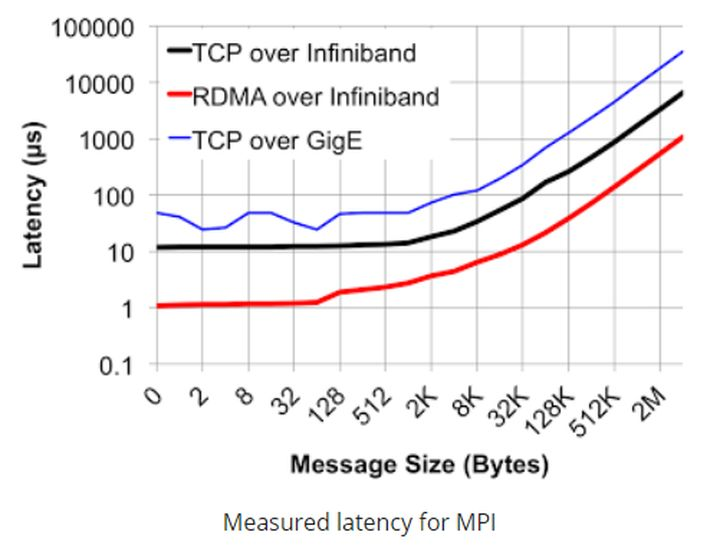 100000
10000
1000
100
10
1
0.1
Latency (µs)
TCP over Infiniband
RDMA over Infiniband
TCP over GigE
0 2 8 32 128 512 2K 8K 32K 128K 512K 2M
Message Size (Bytes)
Measured latency for MPI